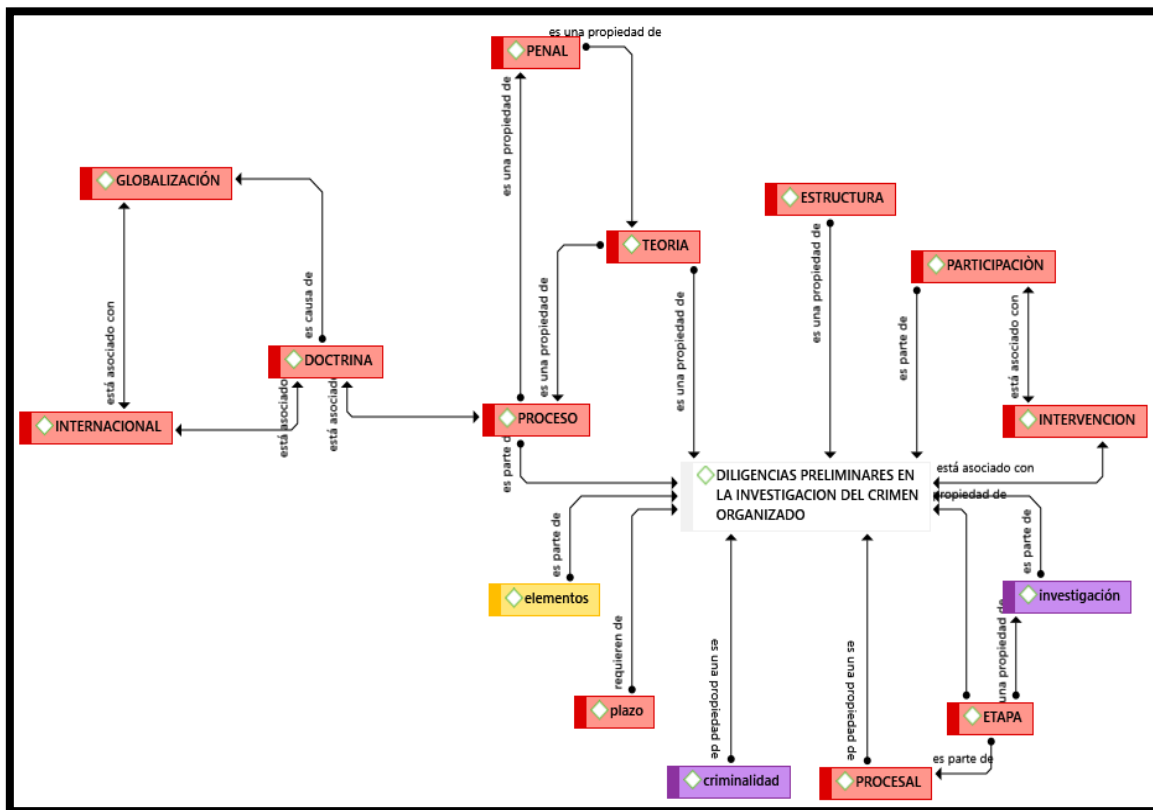 es una propiedad de
PENAL
es una propiedad de
GLOBALIZACIÓN
ESTRUCTURA
TEORIA
es una propiedad de
PARTICIPACIÒN
está asociado con
es causa de
es una propiedad de
es una propiedad de
es parte de
está asociado con
DOCTRINA
INTERNACIONAL
está asociado
está asociado
PROCESO
INTERVENCION
es parte d
DILIGENCIAS PRELIMINARES EN
LA INVESTIGACION DEL CRIMEN
ORGANIZADO
está asociado con
propiedad de
es parte de
elementos
es parte de
investigación
requieren de
es una propiedad de
es una propiedad de
una propiedad de
plazo
ETAPA
es parte de
criminalidad
PROCESAL